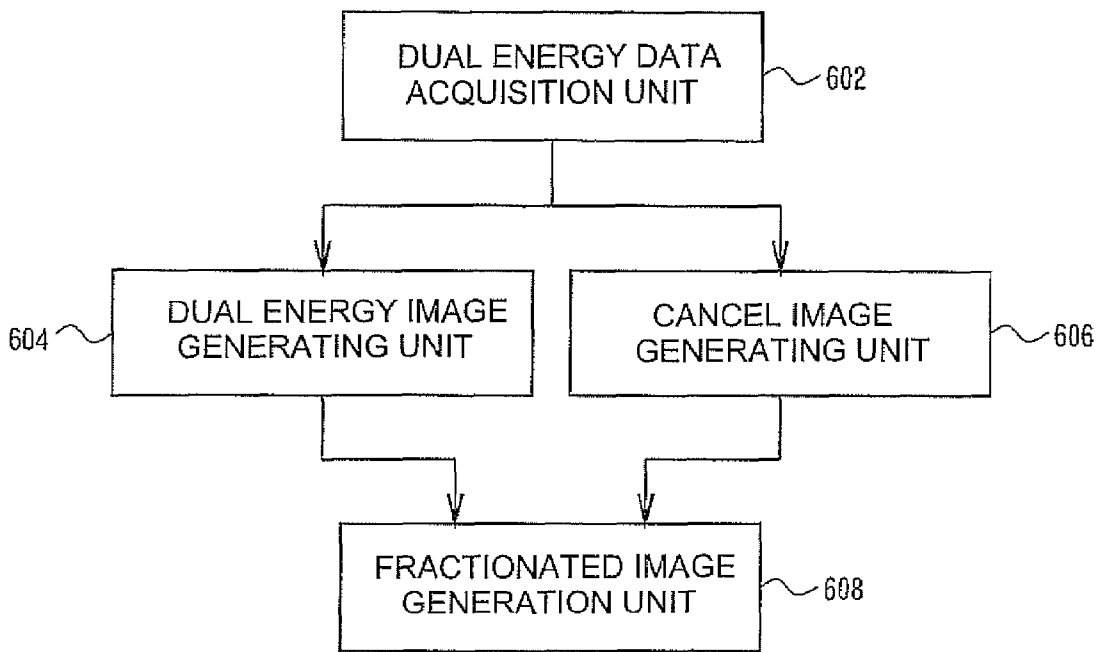 DUAL ENERGY DATA
ACQUISITION UNIT
602
DUAL ENERGY IMAGE
GENERATING UNIT
604
CANCEL IMAGE
GENERATING UNIT
606
FRACTIONATED IMAGE
GENERATION UNIT
608